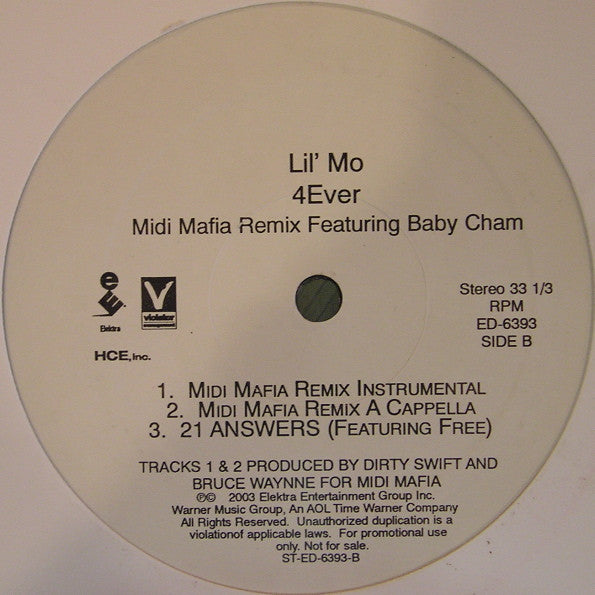 Lil' Mo
4Ever
Midi Mafia Remix Featuring Baby Cham
Elektra
V
violator
management
HCE, Inc.
Stereo 33 1/3
RPM
ED-6393
SIDE B
1. MIDI MAFIA REMIX INSTRUMENTAL
2. MIDI MAFIA REMIX A CAPPELLA
3. 21 ANSWERS (FEATURING FREE)
TRACKS 1 & 2 PRODUCED BY DIRTY SWIFT AND
BRUCE WAYNNE FOR MIDI MAFIA
℗© 2003 Elektra Entertainment Group Inc.
Warner Music Group, An AOL Time Warner Company
All Rights Reserved. Unauthorized duplication is a
violationof applicable laws. For promotional use
only. Not for sale.
ST-ED-6393-B